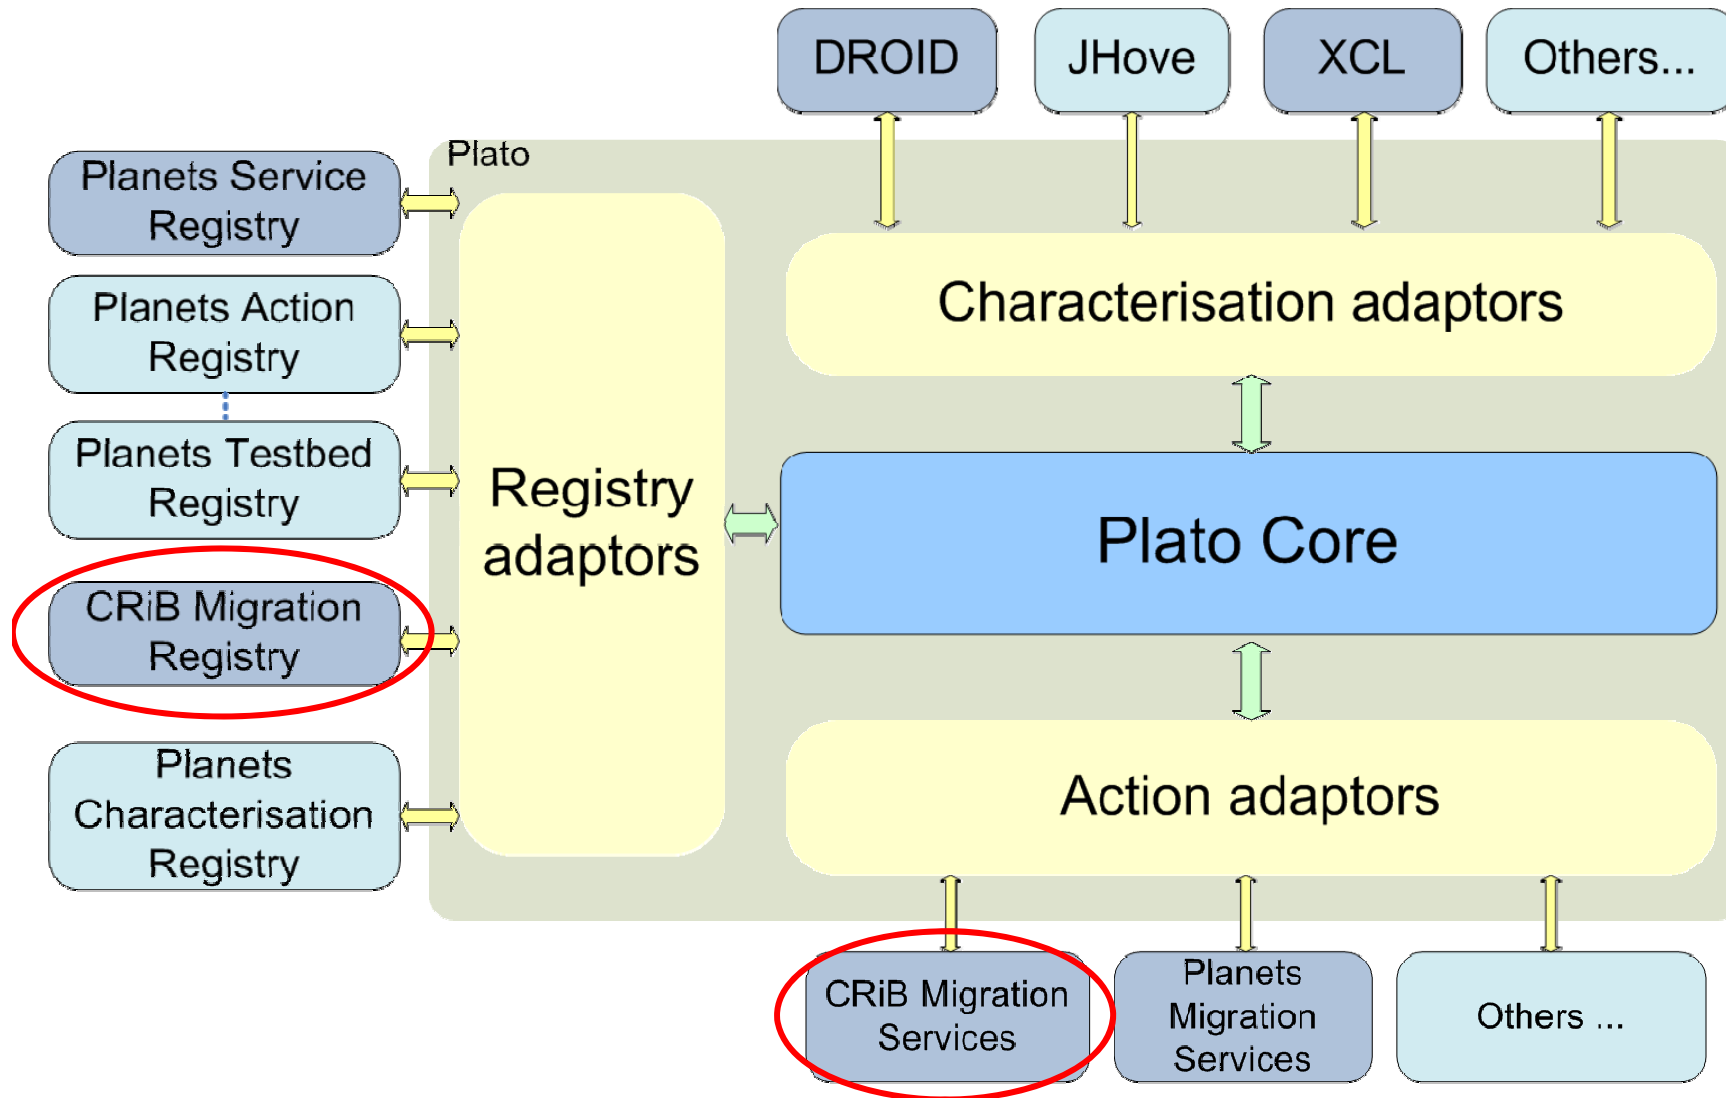 DROID
JHove
XCL
Others...
Plato
Planets Service
Registry
Planets Action
Registry
Planets Testbed
Registry
CRiB Migration
Registry
Planets
Characterisation
Registry
Registry
adaptors
Characterisation adaptors
Plato Core
Action adaptors
CRiB Migration
Services
Planets
Migration
Services
Others ...